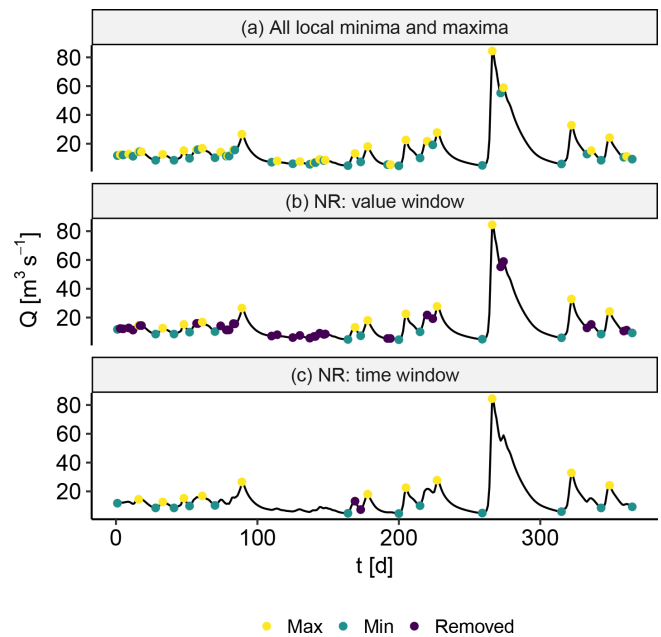 (a) All local minima and maxima
80
60
40
20
(b) NR: value window
80
60
40
20
(c) NR: time window
80
60
40
20
0 100 200 300
t [d]
Q [m³ s⁻¹]
Max Min Removed